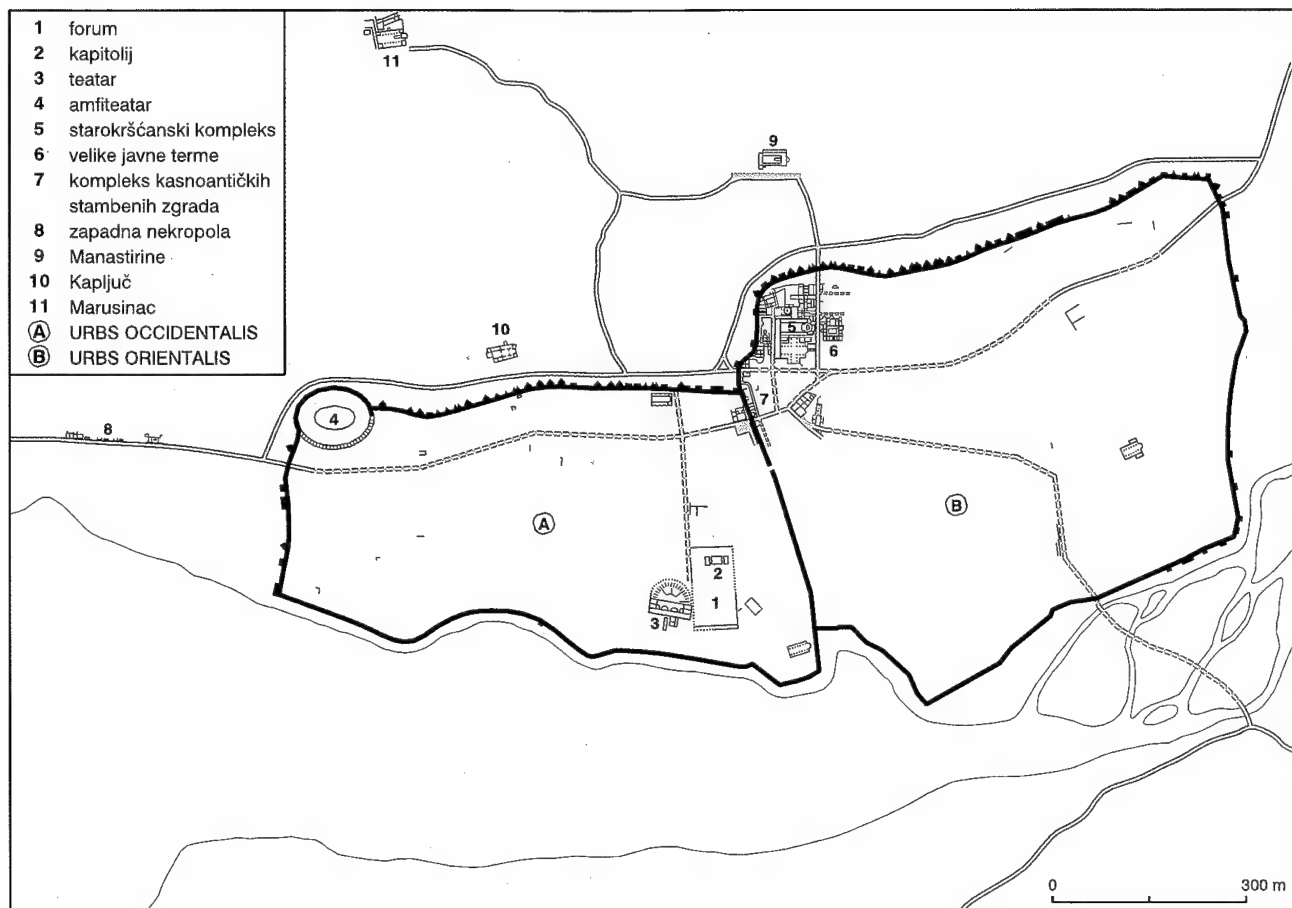 1 forum
2 kapitolij
3 teatar
4 amfiteatar
5 starokršćanski kompleks
6 velike javne terme
7 kompleks kasnoantičkih
stambenih zgrada
8 zapadna nekropola
9 Manastirine
10 Kapljuč
11 Marusinac
A URBS OCCIDENTALIS
B URBS ORIENTALIS
11
9
5
6
10
7
4
8
A
B
2
1
3
0 300 m